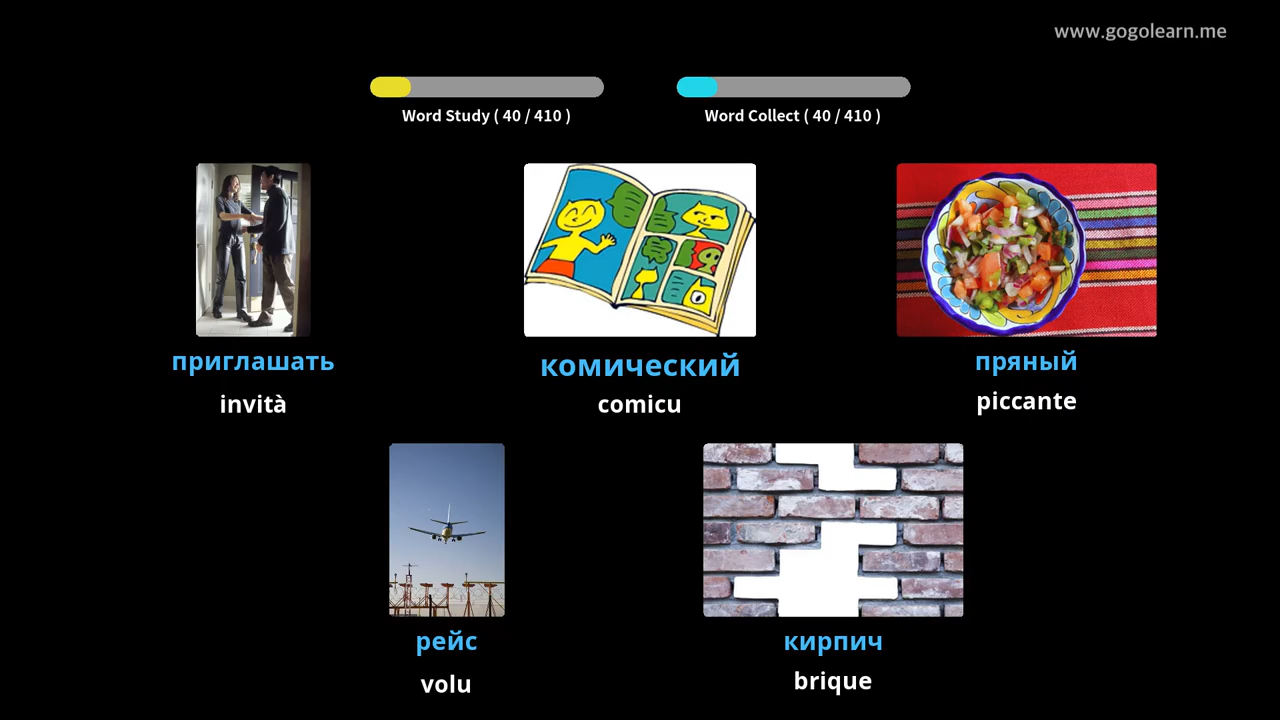 www.gogolearn.me
Word Study ( 40 / 410 )
Word Collect ( 40 / 410 )
приглашать
invità
комический
comicu
пряный
piccante
рейс
volu
кирпич
brique